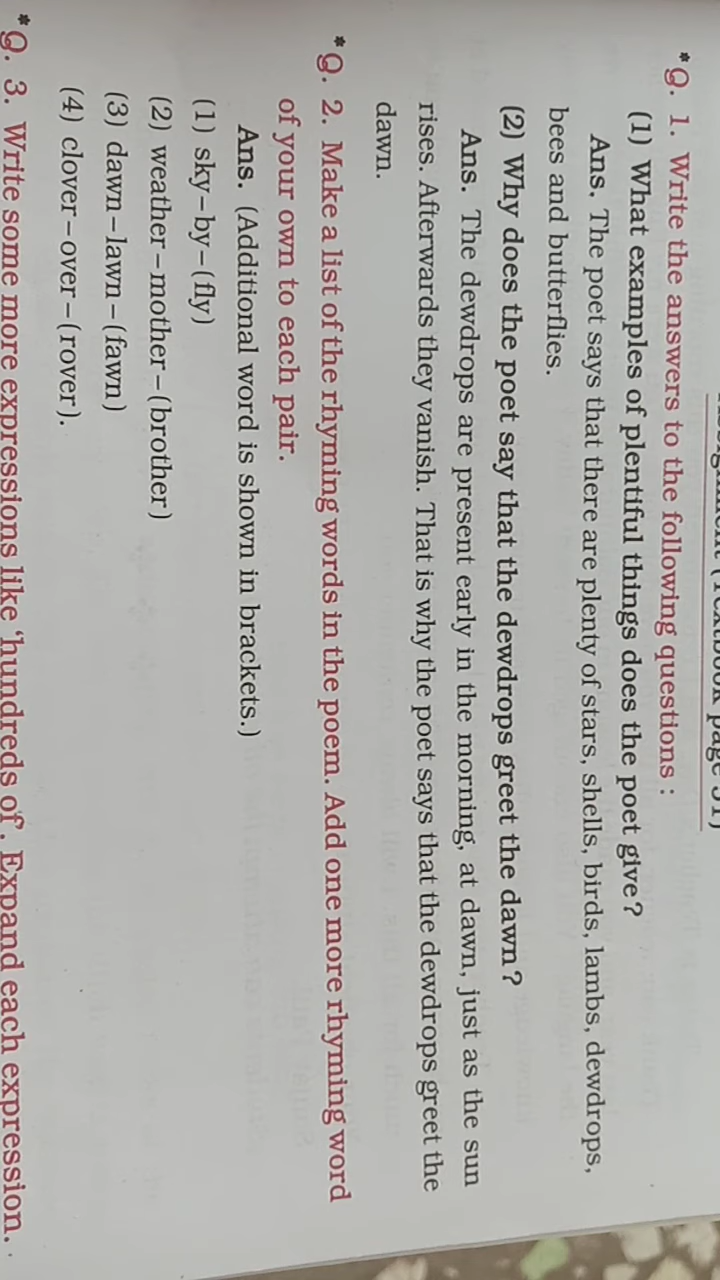 (Textbook page 51)
*Q. 1. Write the answers to the following questions :
(1) What examples of plentiful things does the poet give?
Ans. The poet says that there are plenty of stars, shells, birds, lambs, dewdrops,
bees and butterflies.
(2) Why does the poet say that the dewdrops greet the dawn?
Ans. The dewdrops are present early in the morning, at dawn, just as the sun
rises. Afterwards they vanish. That is why the poet says that the dewdrops greet the
dawn.
*Q. 2. Make a list of the rhyming words in the poem. Add one more rhyming word
of your own to each pair.
Ans. (Additional word is shown in brackets.)
(1) sky–by–(fly)
(2) weather–mother–(brother)
(3) dawn–lawn–(fawn)
(4) clover–over–(rover).
*Q. 3. Write some more expressions like 'hundreds of'. Expand each expression.